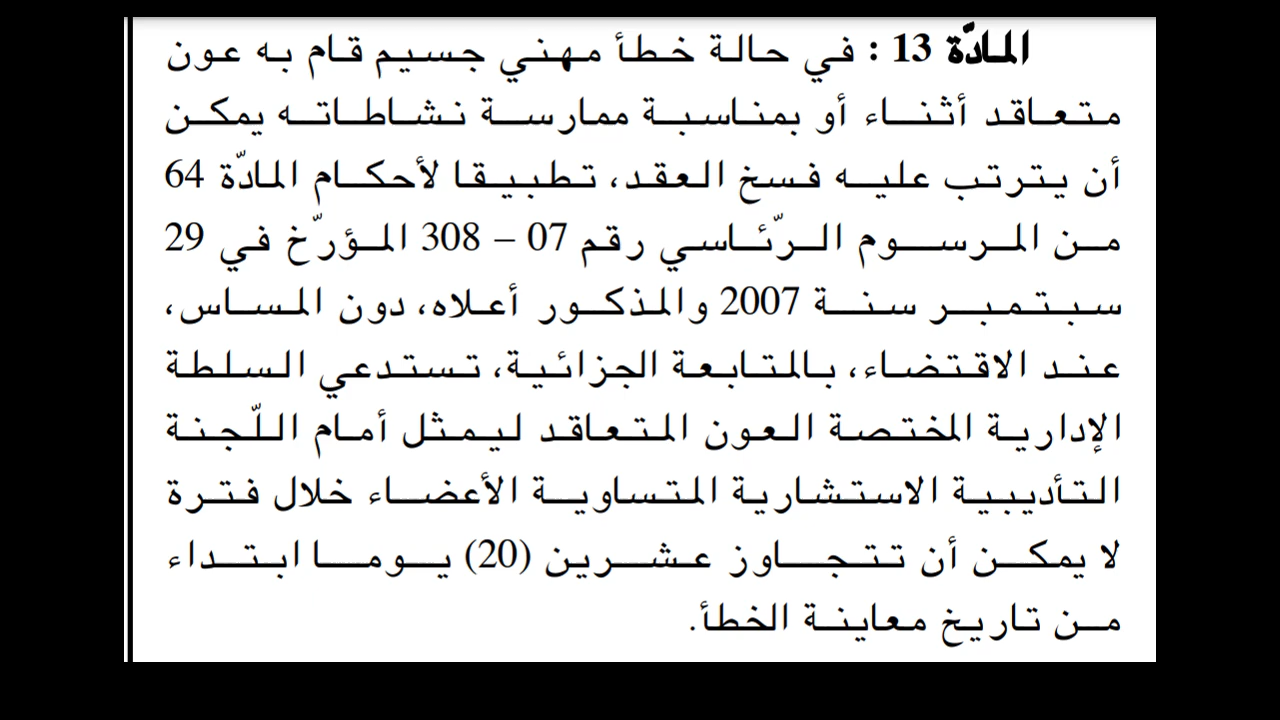 المادّة 13 : في حالة خطأ مهني جسيم قام به عون
متعاقد أثناء أو بمناسبة ممارسة نشاطاته يمكن
أن يترتب عليه فسخ العقد، تطبيقا لأحكام المادّة 64
من المرسوم الرّئاسي رقم 07 – 308 المؤرّخ في 29
سبتمبر سنة 2007 والمذكور أعلاه، دون المساس،
عند الاقتضاء، بالمتابعة الجزائية، تستدعي السلطة
الإدارية المختصة العون المتعاقد ليمثل أمام اللّجنة
التأديبية الاستشارية المتساوية الأعضاء خلال فترة
لا يمكن أن تتجاوز عشرين (20) يوما ابتداء
من تاريخ معاينة الخطأ.